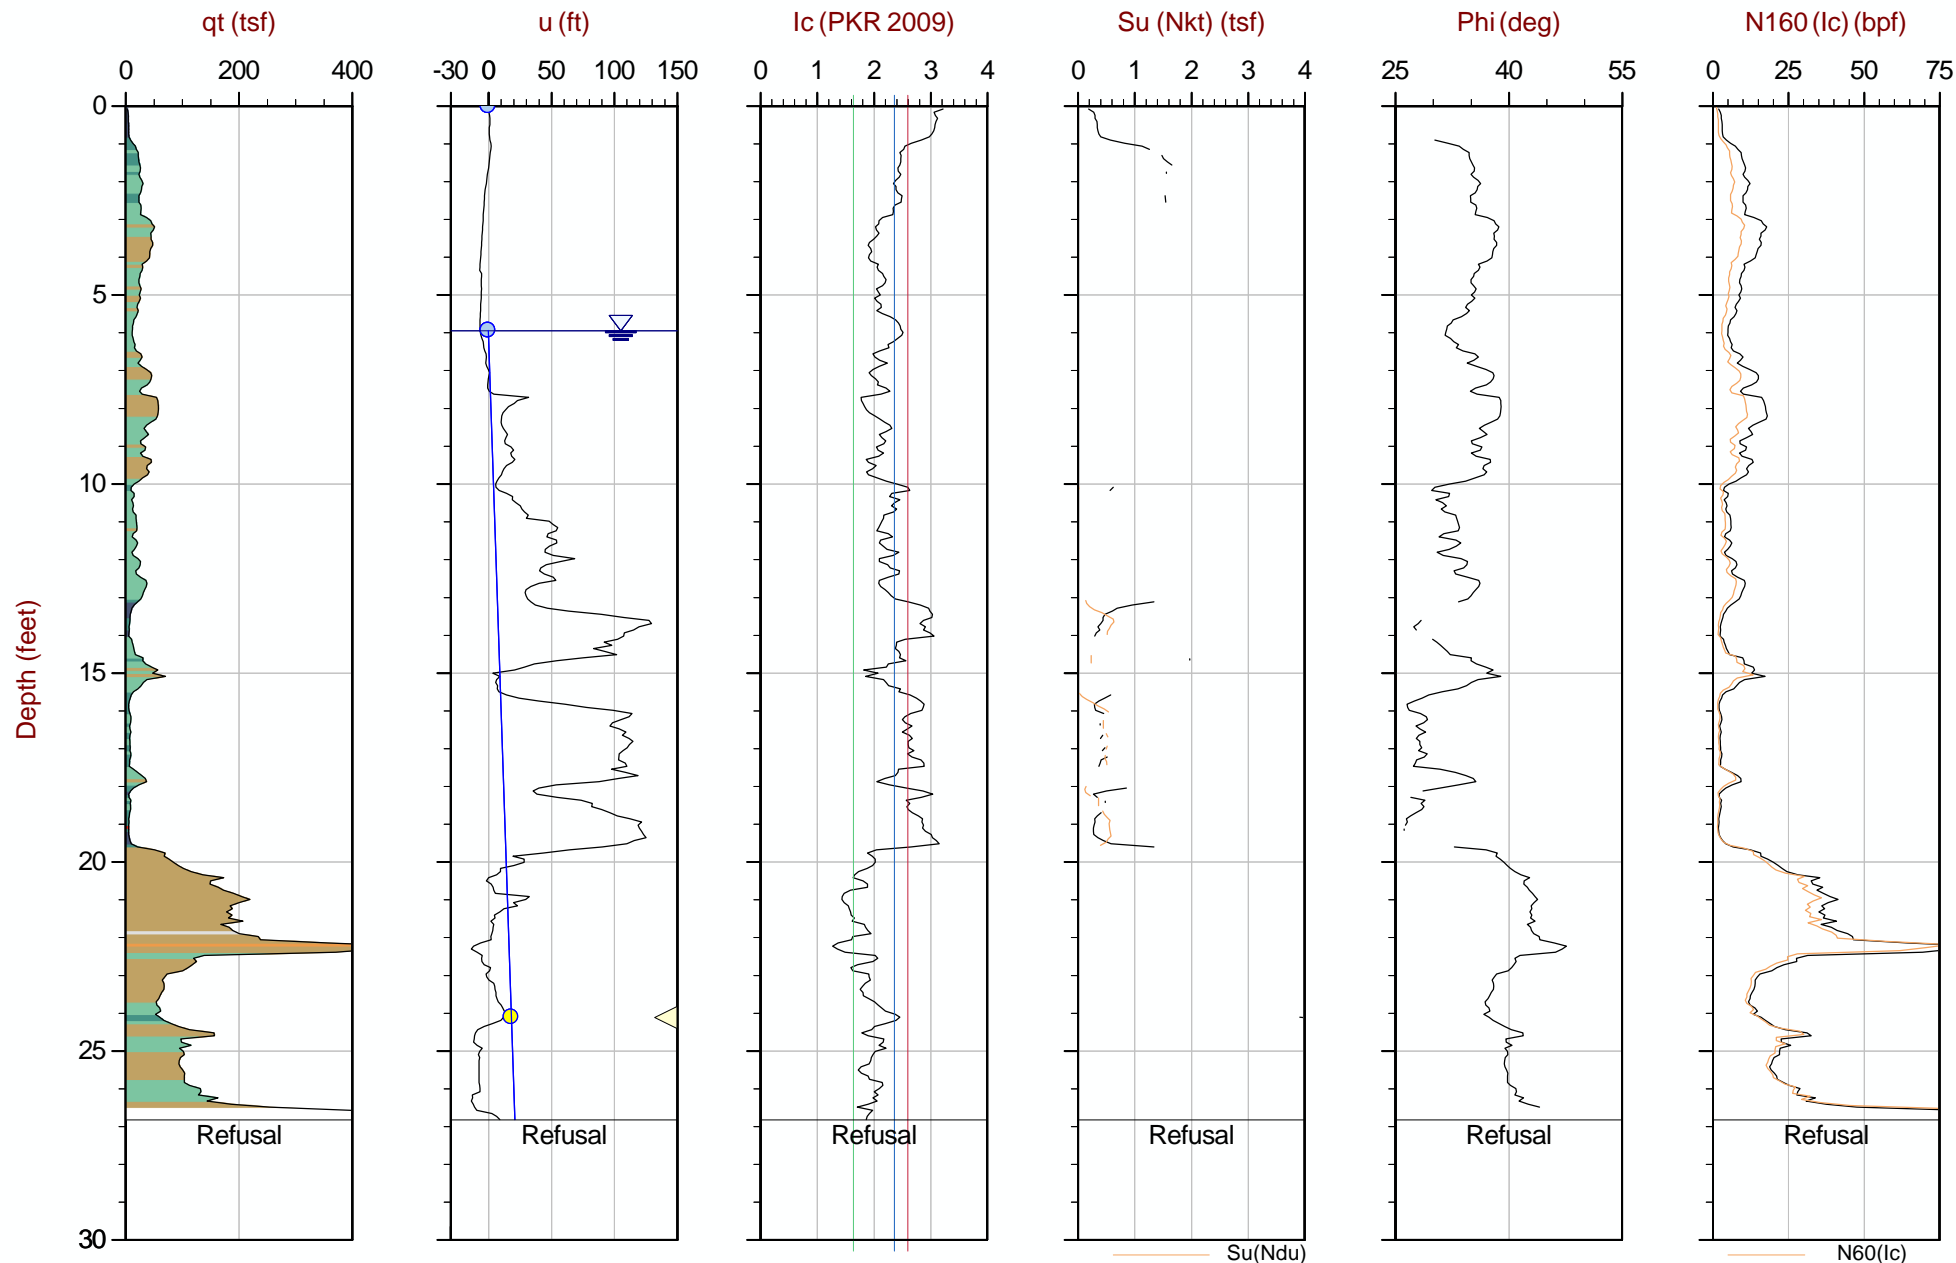 qt (tsf) u (ft) Ic (PKR 2009) Su (Nkt) (tsf) Phi (deg) N160 (Ic) (bpf)
0 200 400 -30 0 50 100 150 0 1 2 3 4 0 1 2 3 4 25 40 55 0 25 50 75
0
5
10
15
20
25
30
Depth (feet)
Refusal Refusal Refusal Refusal Refusal Refusal
Su(Ndu) N60(Ic)